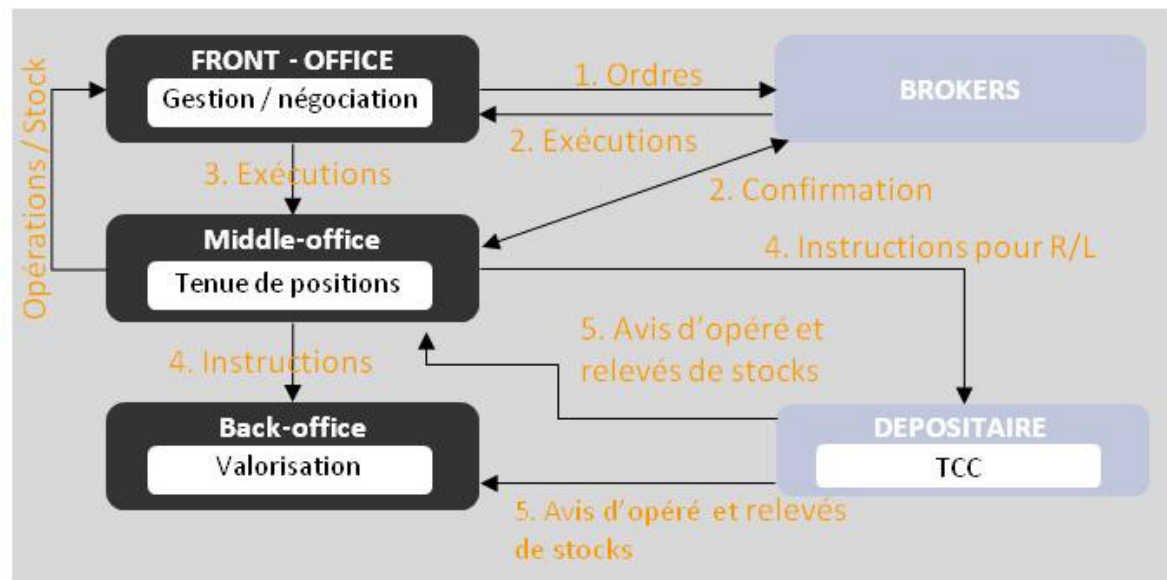 FRONT - OFFICE
Gestion / négociation
1. Ordres
BROKERS
2. Exécutions
Opérations / Stock
3. Exécutions
2. Confirmation
Middle-office
Tenue de positions
4. Instructions pour R/L
5. Avis d'opéré et
relevés de stocks
4. Instructions
Back-office
Valorisation
DEPOSITAIRE
TCC
5. Avis d'opéré et relevés
de stocks